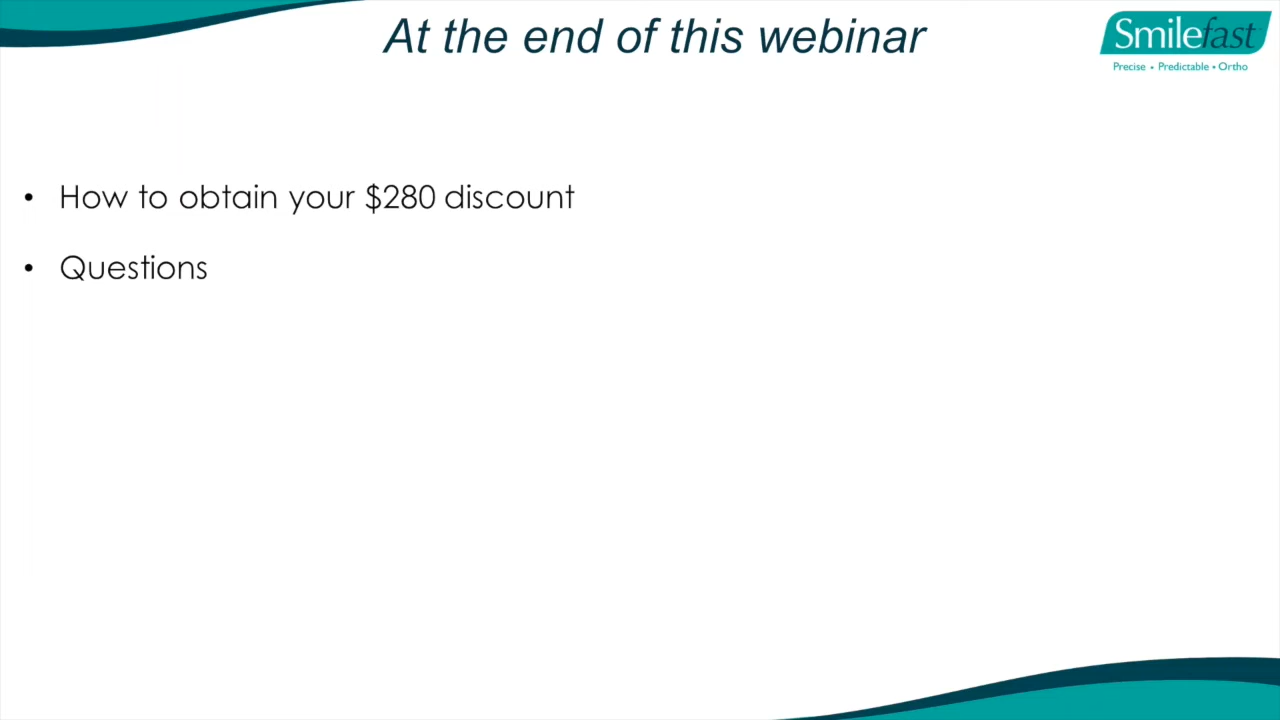 At the end of this webinar
Smilefast
Precise • Predictable • Ortho
• How to obtain your $280 discount
• Questions